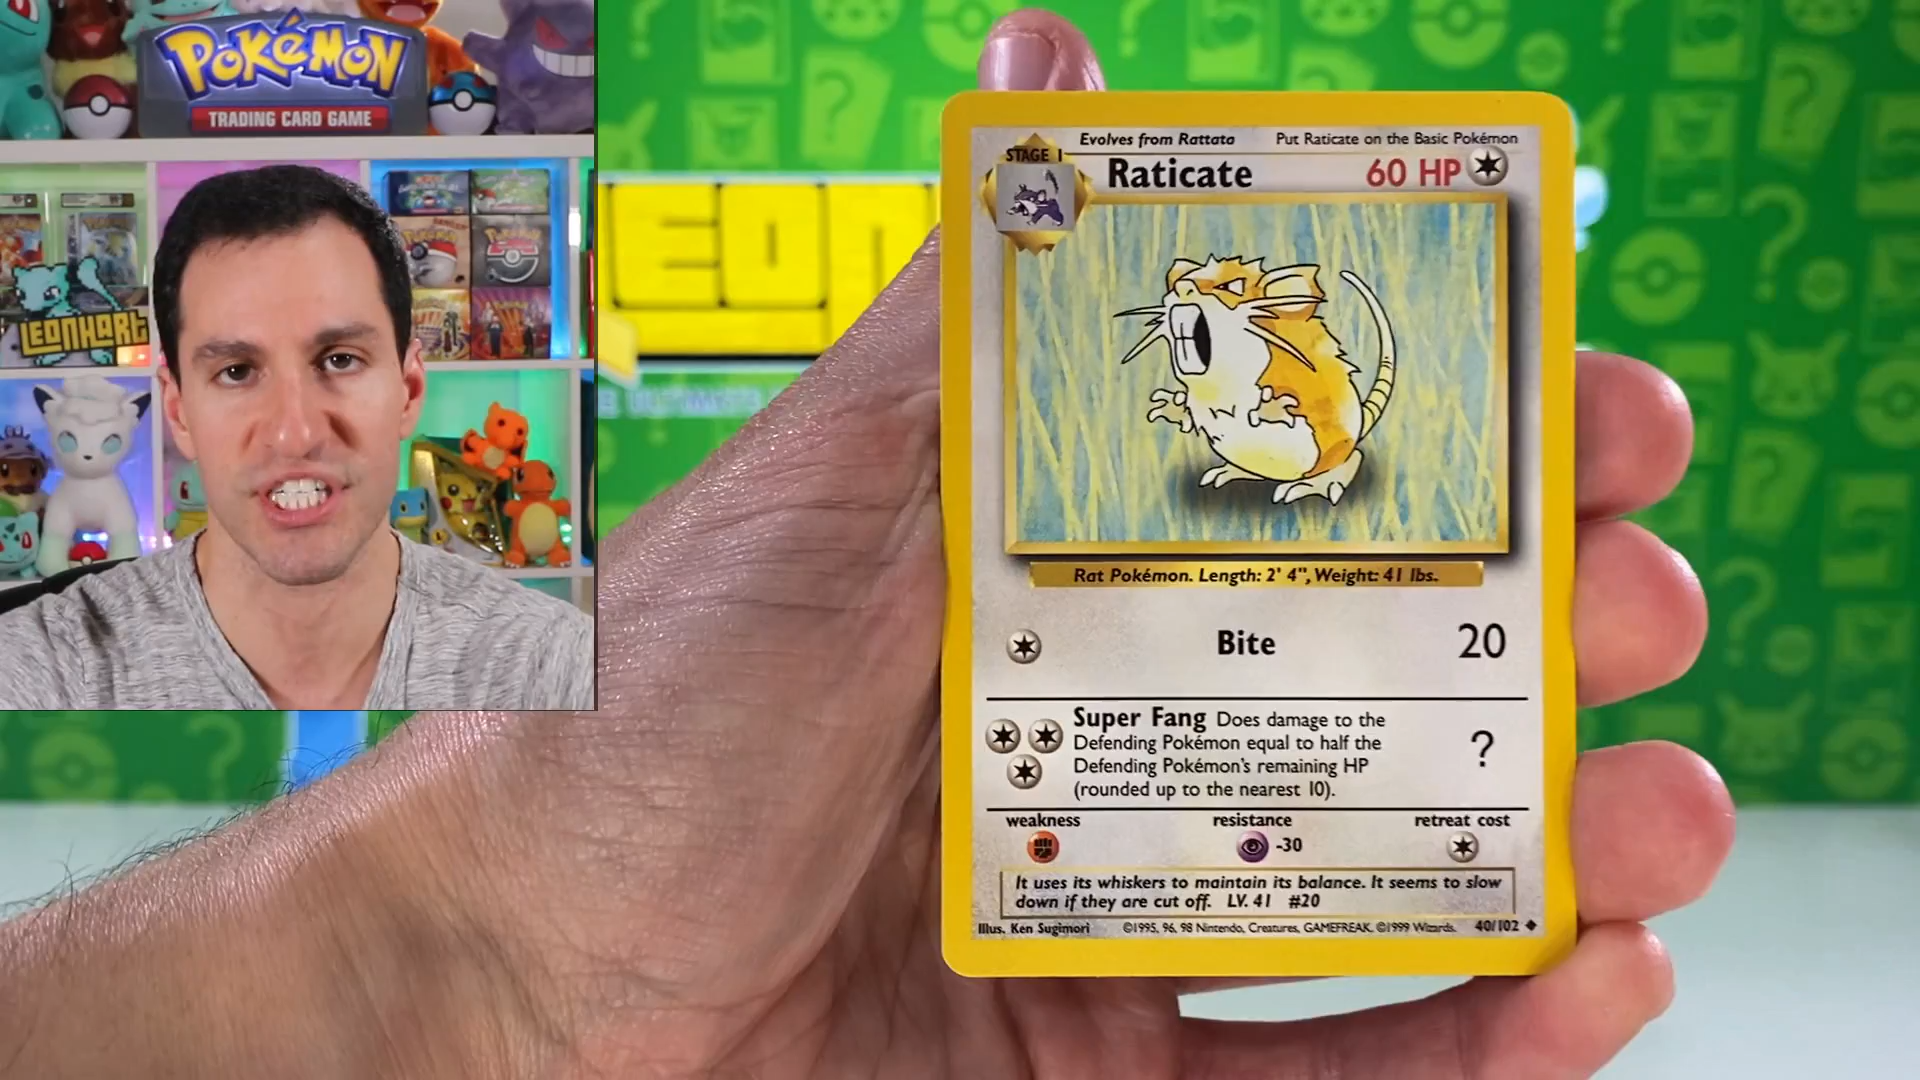 POKéMON
TRADING CARD GAME
LEONHART
EON
ULTIMATE
Evolves from Rattata Put Raticate on the Basic Pokémon
STAGE 1
Raticate 60 HP
Rat Pokémon. Length: 2' 4", Weight: 41 lbs.
Bite 20
Super Fang Does damage to the
Defending Pokémon equal to half the
Defending Pokémon's remaining HP
(rounded up to the nearest 10).
?
weakness resistance retreat cost
-30
It uses its whiskers to maintain its balance. It seems to slow
down if they are cut off. LV. 41 #20
Illus. Ken Sugimori ©1995, 96, 98 Nintendo, Creatures, GAMEFREAK. ©1999 Wizards. 40/102